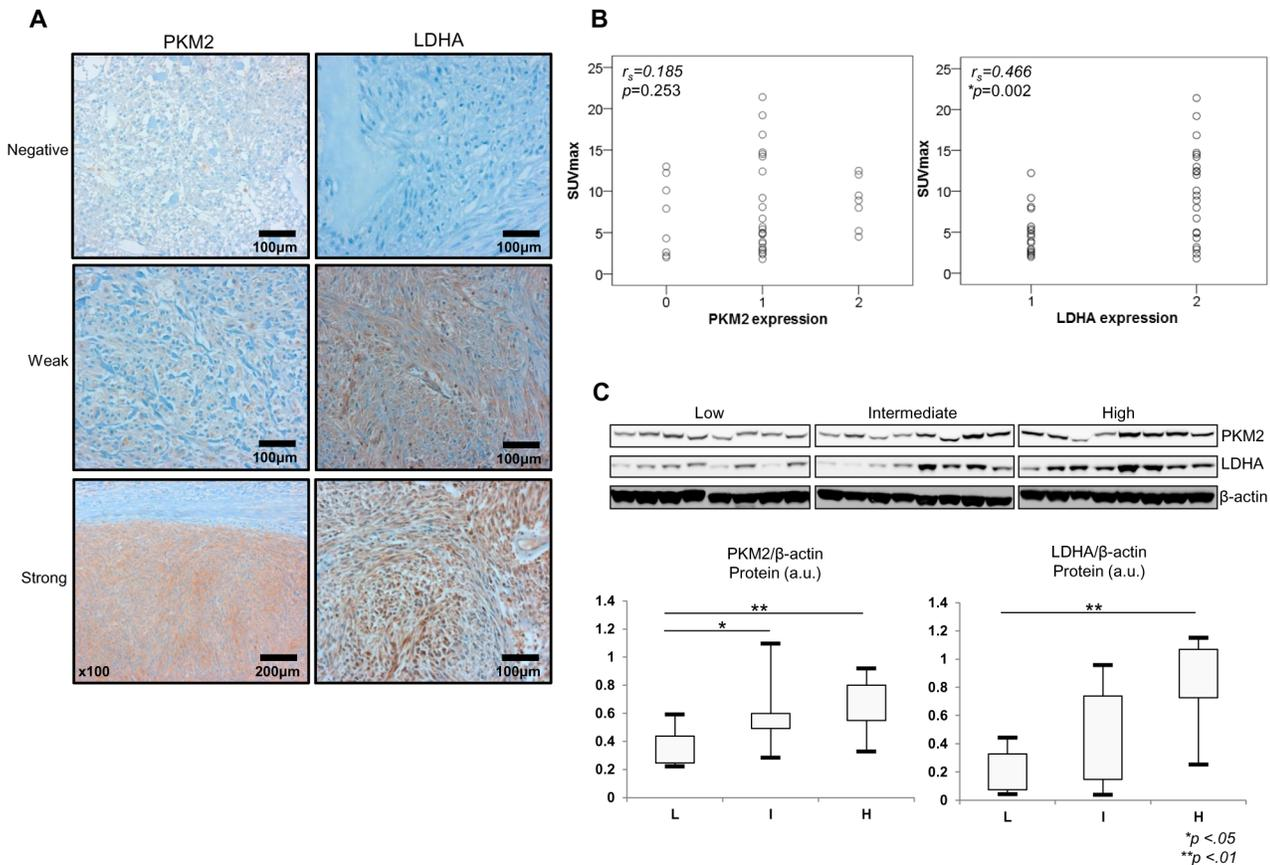 A
PKM2
LDHA
Negative
100µm
100µm
Weak
100µm
100µm
Strong
x100
200µm
100µm
B
25
20
15
10
5
0
SUVmax
rs=0.185
p=0.253
0
1
2
PKM2 expression
25
20
15
10
5
0
SUVmax
rs=0.466
*p=0.002
1
2
LDHA expression
C
Low
Intermediate
High
PKM2
LDHA
β-actin
PKM2/β-actin
Protein (a.u.)
1.4
1.2
1
0.8
0.6
0.4
0.2
0
**
*
L
I
H
LDHA/β-actin
Protein (a.u.)
1.4
1.2
1
0.8
0.6
0.4
0.2
0
**
L
I
H
*p <.05
**p <.01